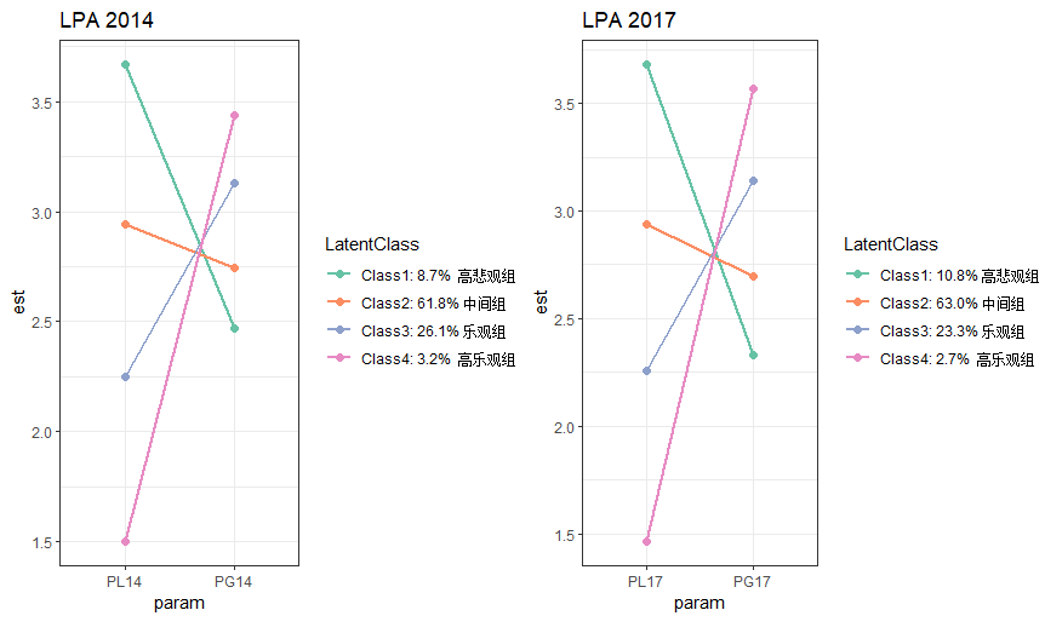 LPA 2014
3.5
3.0
2.5
2.0
1.5
est
PL14 PG14
param
LatentClass
Class1: 8.7% 高悲观组
Class2: 61.8% 中间组
Class3: 26.1% 乐观组
Class4: 3.2% 高乐观组
LPA 2017
3.5
3.0
2.5
2.0
1.5
est
PL17 PG17
param
LatentClass
Class1: 10.8% 高悲观组
Class2: 63.0% 中间组
Class3: 23.3% 乐观组
Class4: 2.7% 高乐观组